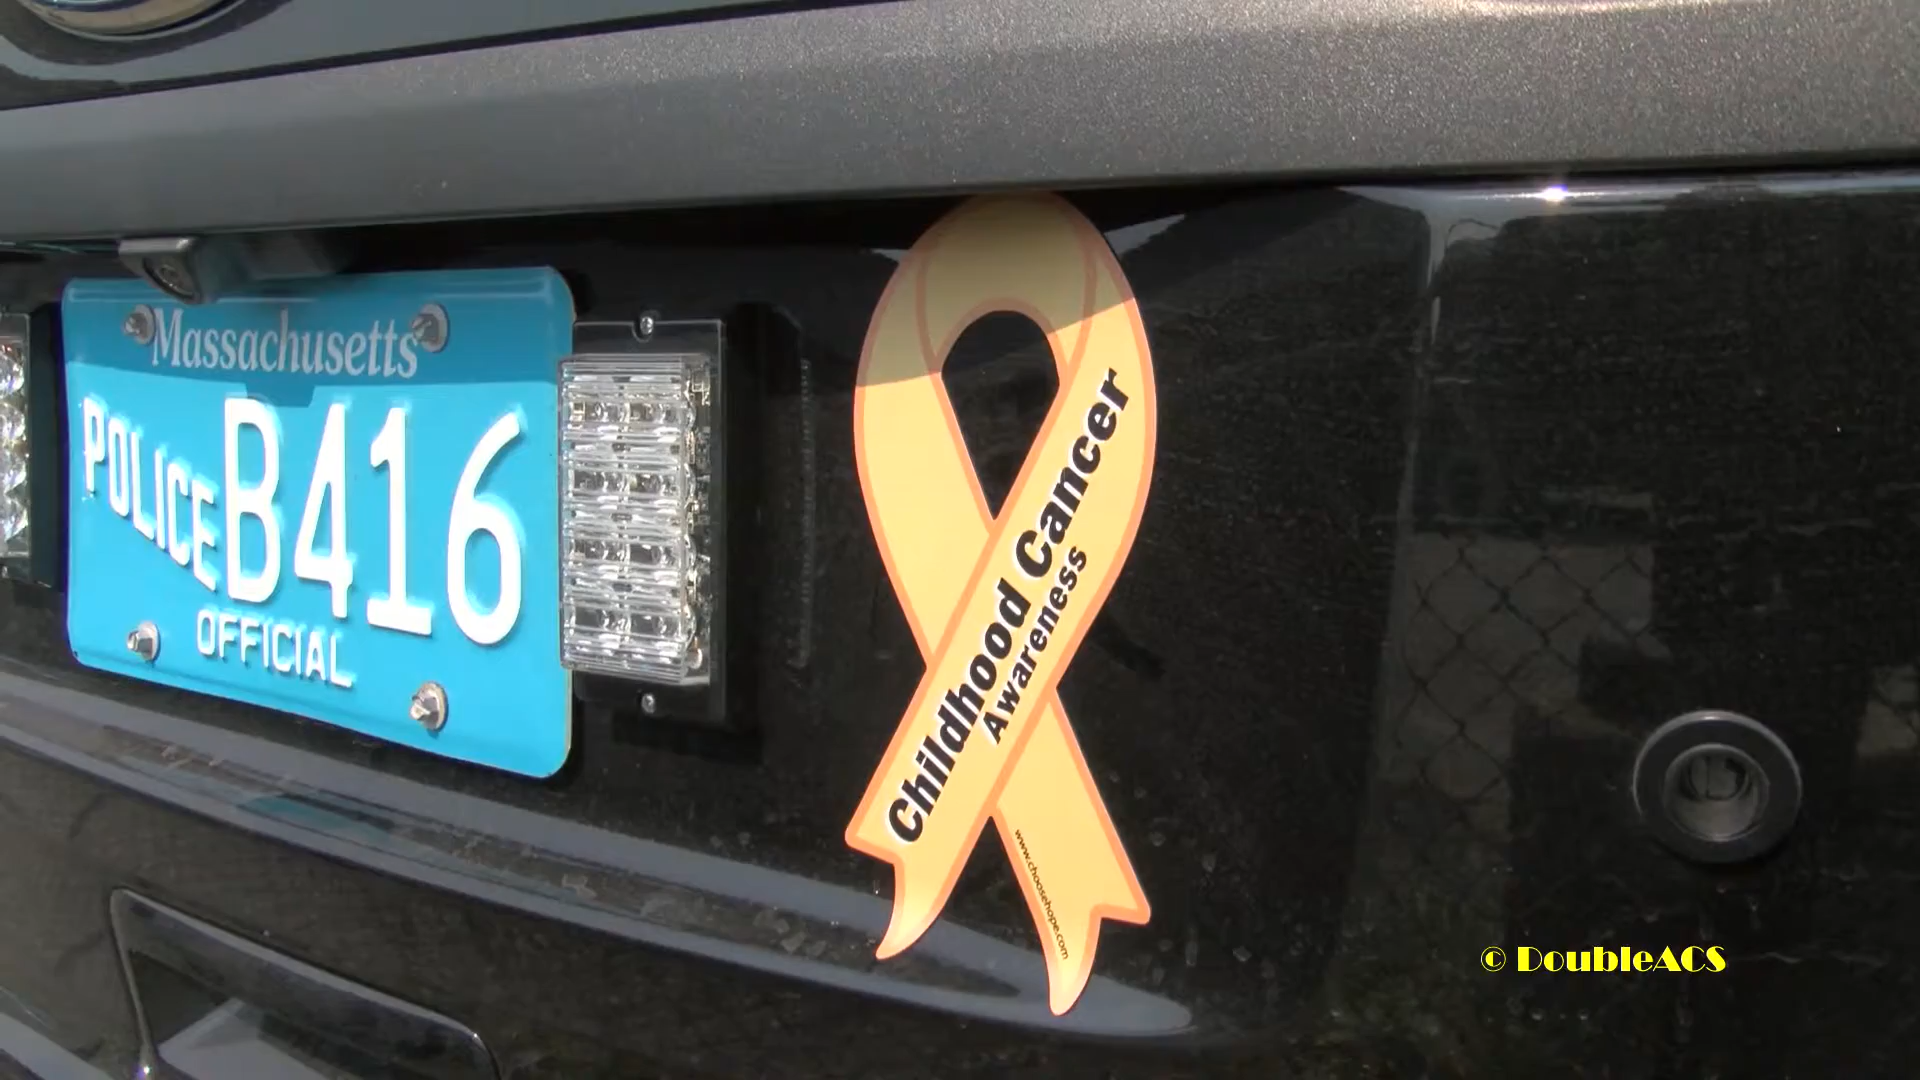 Massachusetts
POLICE B416
OFFICIAL
Childhood Cancer
Awareness
www.choosehope.com
© DoubleACS